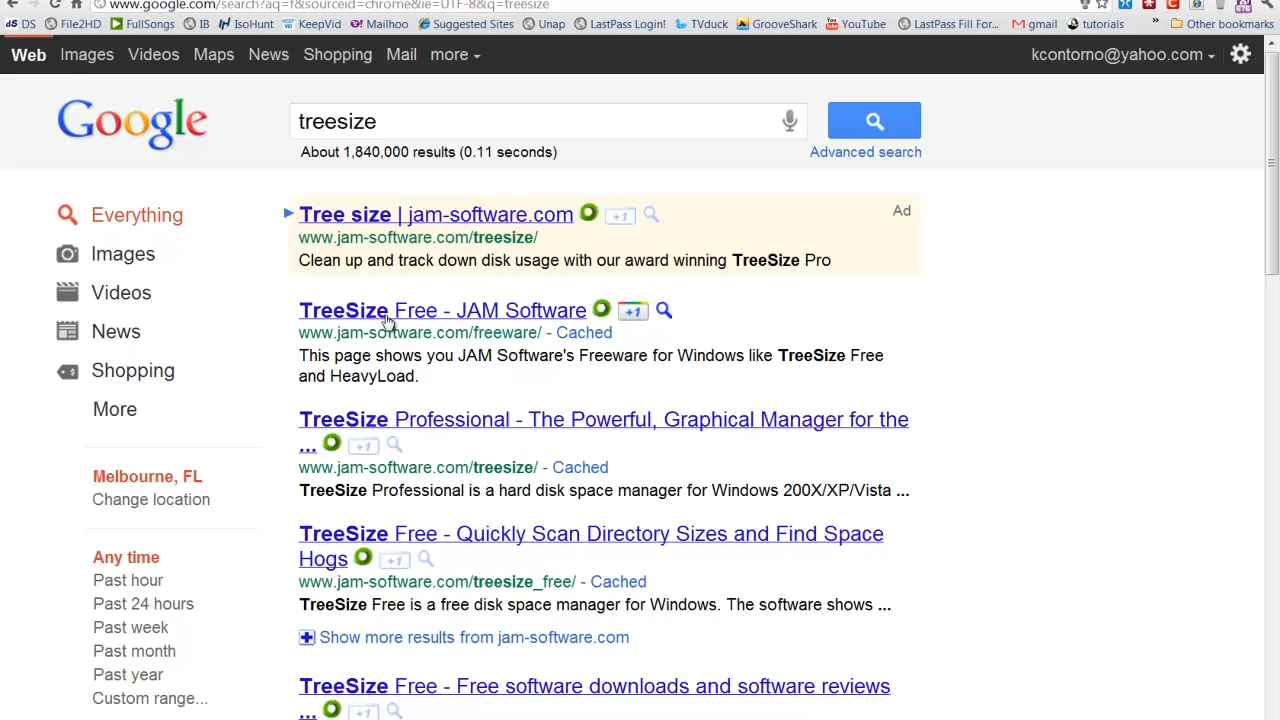 www.google.com/search?aq=f&sourceid=chrome&ie=UTF-8&q=treesize
DS File2HD FullSongs IB IsoHunt KeepVid Mailhoo Suggested Sites Unap LastPass Login! TVduck GrooveShark YouTube LastPass Fill For... gmail tutorials » Other bookmarks
Web Images Videos Maps News Shopping Mail more kcontorno@yahoo.com
Google
treesize
About 1,840,000 results (0.11 seconds)
Advanced search
Everything
Images
Videos
News
Shopping
More
Melbourne, FL
Change location
Any time
Past hour
Past 24 hours
Past week
Past month
Past year
Custom range...
Tree size | jam-software.com +1
Ad
www.jam-software.com/treesize/
Clean up and track down disk usage with our award winning TreeSize Pro
TreeSize Free - JAM Software +1
www.jam-software.com/freeware/ - Cached
This page shows you JAM Software's Freeware for Windows like TreeSize Free
and HeavyLoad.
TreeSize Professional - The Powerful, Graphical Manager for the
... +1
www.jam-software.com/treesize/ - Cached
TreeSize Professional is a hard disk space manager for Windows 200X/XP/Vista ...
TreeSize Free - Quickly Scan Directory Sizes and Find Space
Hogs +1
www.jam-software.com/treesize_free/ - Cached
TreeSize Free is a free disk space manager for Windows. The software shows ...
Show more results from jam-software.com
TreeSize Free - Free software downloads and software reviews
... +1